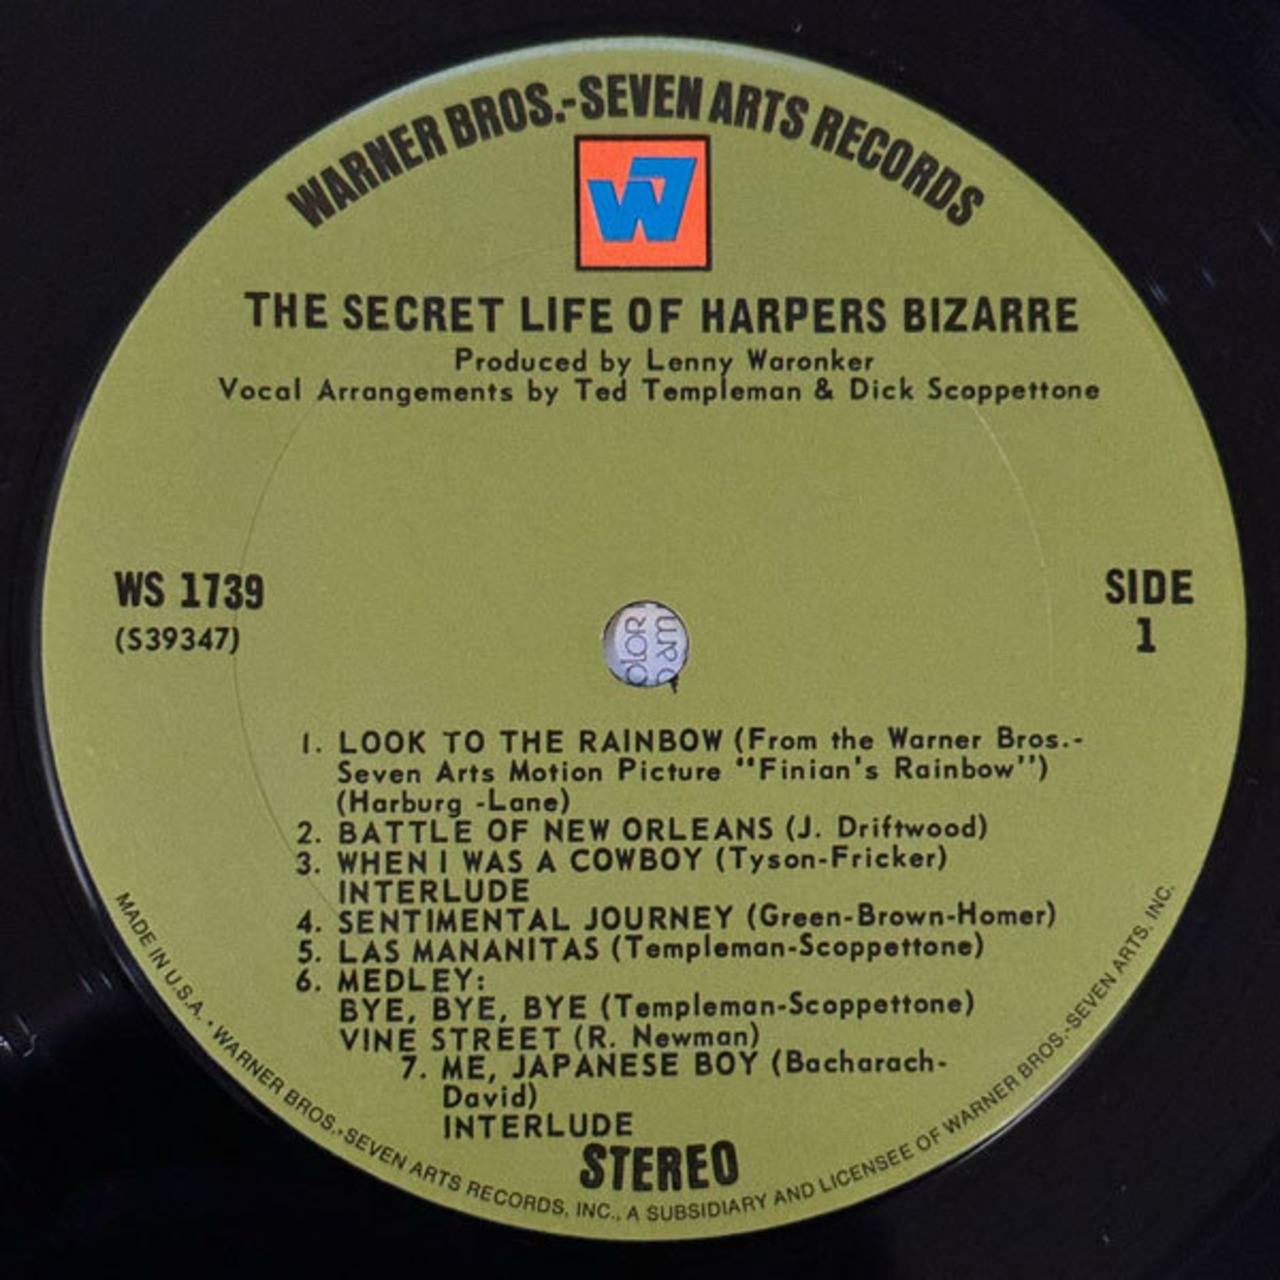 WARNER BROS.-SEVEN ARTS RECORDS
W7
THE SECRET LIFE OF HARPERS BIZARRE
Produced by Lenny Waronker
Vocal Arrangements by Ted Templeman & Dick Scoppettone
WS 1739
(S39347)
SIDE
1
1. LOOK TO THE RAINBOW (From the Warner Bros.-
Seven Arts Motion Picture "Finian's Rainbow")
(Harburg -Lane)
2. BATTLE OF NEW ORLEANS (J. Driftwood)
3. WHEN I WAS A COWBOY (Tyson-Fricker)
INTERLUDE
4. SENTIMENTAL JOURNEY (Green-Brown-Homer)
5. LAS MANANITAS (Templeman-Scoppettone)
6. MEDLEY:
BYE, BYE, BYE (Templeman-Scoppettone)
VINE STREET (R. Newman)
7. ME, JAPANESE BOY (Bacharach-
David)
INTERLUDE
STEREO
MADE IN U.S.A. • WARNER BROS.-SEVEN ARTS RECORDS, INC., A SUBSIDIARY AND LICENSEE OF WARNER BROS.-SEVEN ARTS, INC.